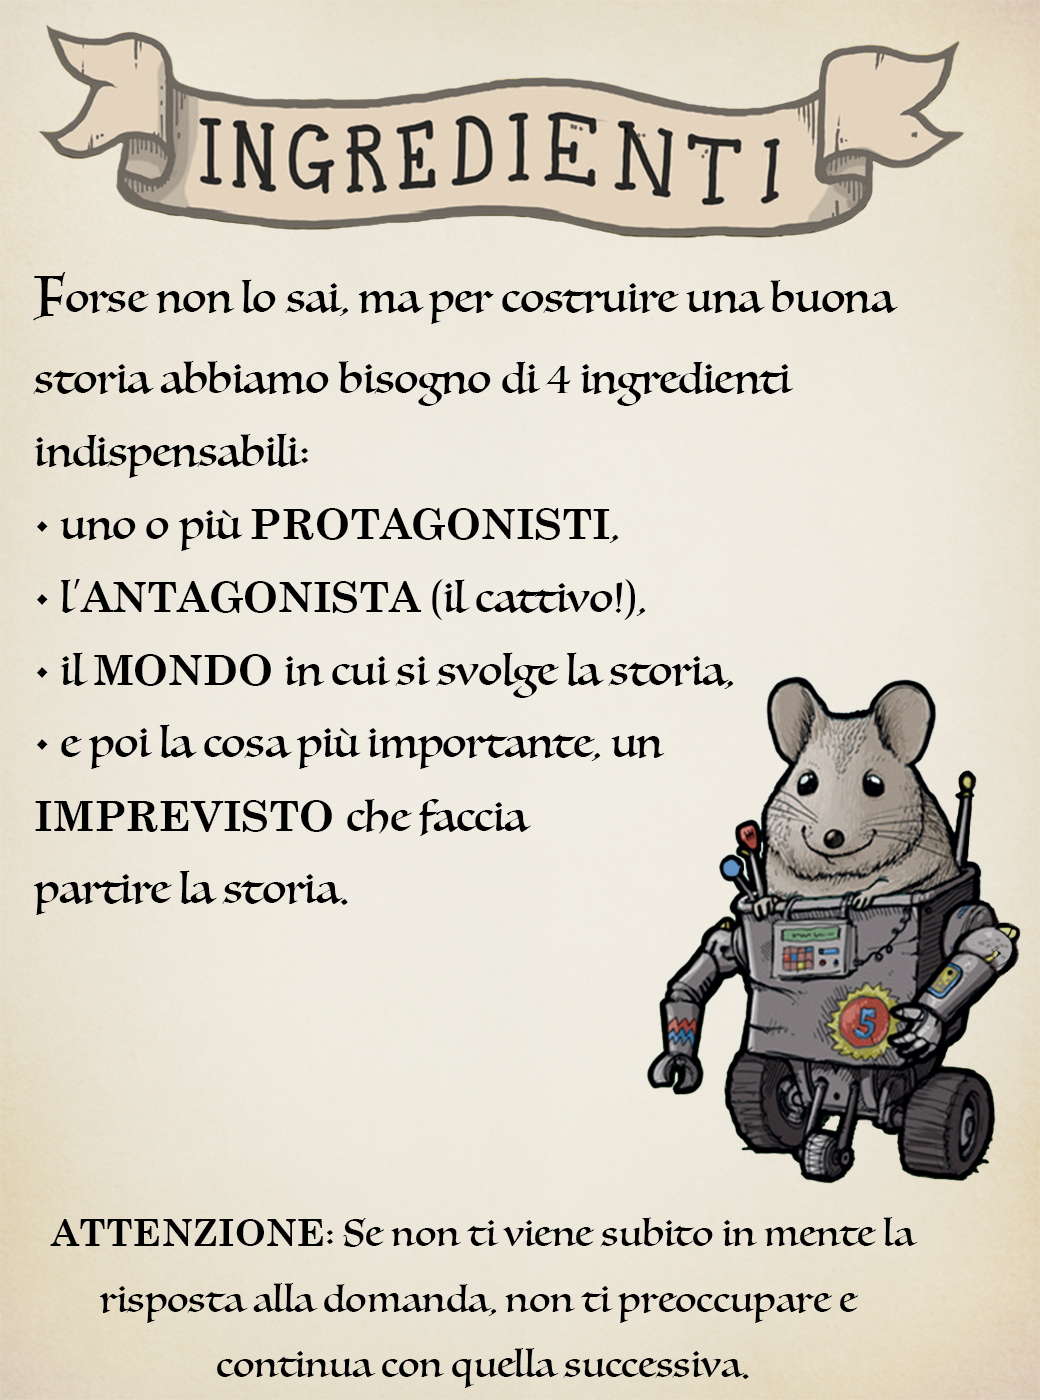 INGREDIENTI
Forse non lo sai, ma per costruire una buona
storia abbiamo bisogno di 4 ingredienti
indispensabili:
• uno o più PROTAGONISTI,
• l'ANTAGONISTA (il cattivo!),
• il MONDO in cui si svolge la storia,
• e poi la cosa più importante, un
IMPREVISTO che faccia
partire la storia.
5
ATTENZIONE: Se non ti viene subito in mente la
risposta alla domanda, non ti preoccupare e
continua con quella successiva.